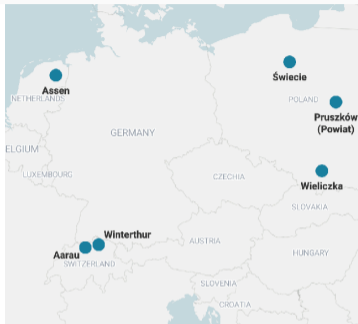 Świecie
Assen
NETHERLANDS
POLAND
Pruszków
(Powiat)
GERMANY
ELGIUM
LUXEMBOURG
CZECHIA
Wieliczka
SLOVAKIA
Winterthur
AUSTRIA
Aarau
SWITZERLAND
HUNGARY
SLOVENIA
CROATIA